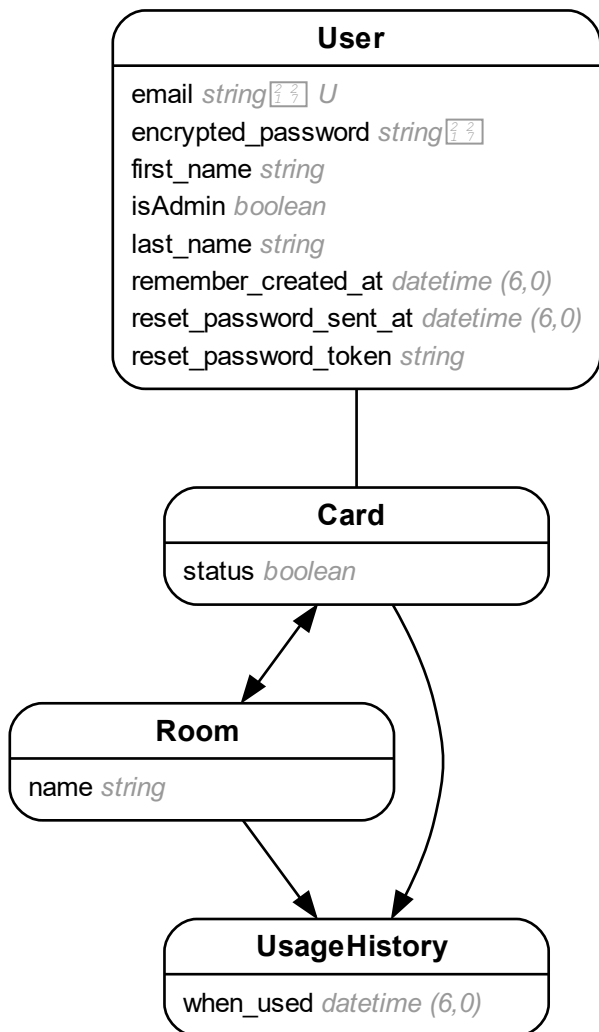 User
email string U
encrypted_password string
first_name string
isAdmin boolean
last_name string
remember_created_at datetime (6,0)
reset_password_sent_at datetime (6,0)
reset_password_token string
Card
status boolean
Room
name string
UsageHistory
when_used datetime (6,0)